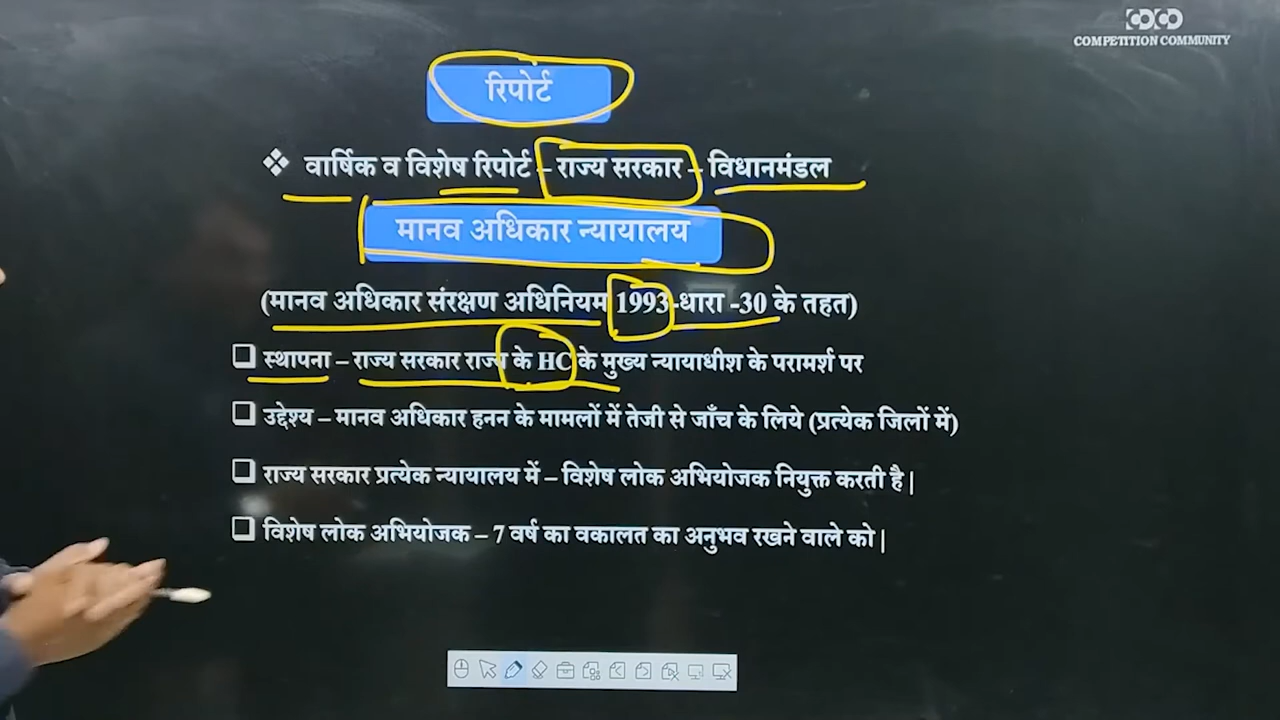 COCO
COMPETITION COMMUNITY
रिपोर्ट
❖ वार्षिक व विशेष रिपोर्ट – राज्य सरकार – विधानमंडल
मानव अधिकार न्यायालय
(मानव अधिकार संरक्षण अधिनियम 1993-धारा -30 के तहत)
❑ स्थापना – राज्य सरकार राज्य के HC के मुख्य न्यायाधीश के परामर्श पर
❑ उद्देश्य – मानव अधिकार हनन के मामलों में तेजी से जाँच के लिये (प्रत्येक जिलों में)
❑ राज्य सरकार प्रत्येक न्यायालय में – विशेष लोक अभियोजक नियुक्त करती है |
❑ विशेष लोक अभियोजक – 7 वर्ष का वकालत का अनुभव रखने वाले को |